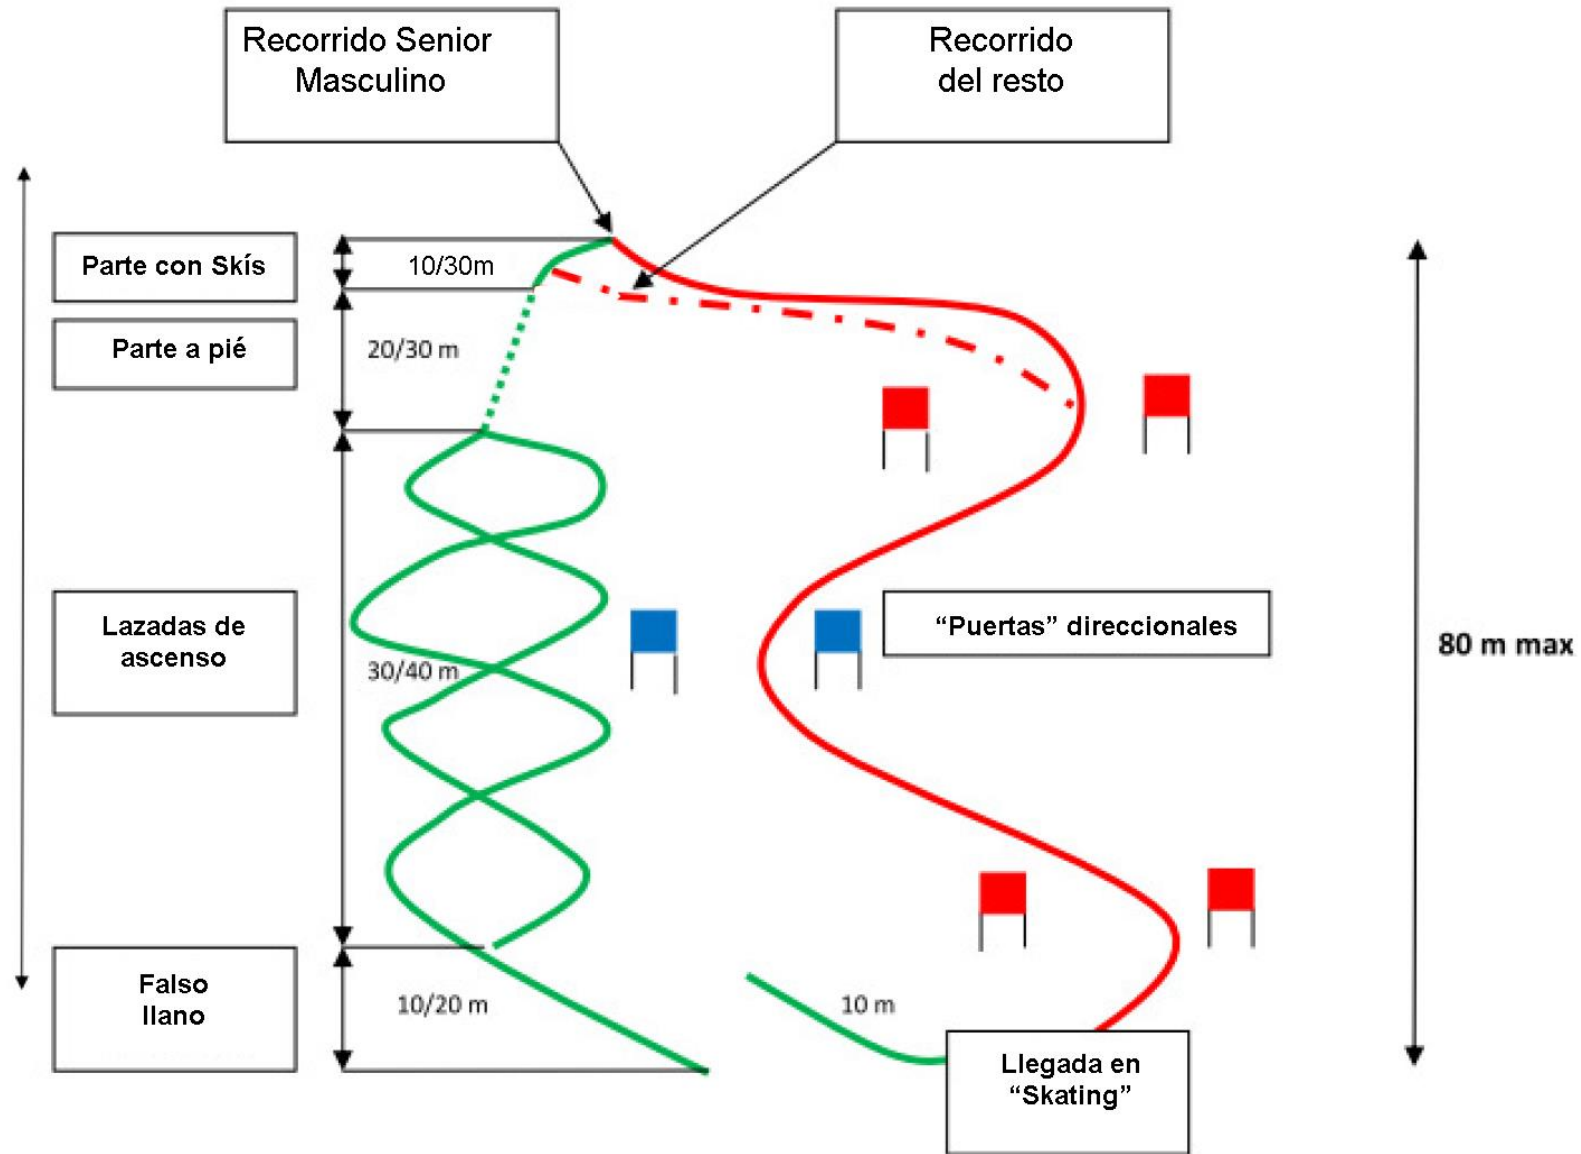 Recorrido Senior
Masculino
Recorrido
del resto
Parte con Skís
10/30m
Parte a pié
20/30 m
Lazadas de
ascenso
30/40 m
“Puertas” direccionales
80 m max
Falso
llano
10/20 m
10 m
Llegada en
“Skating”